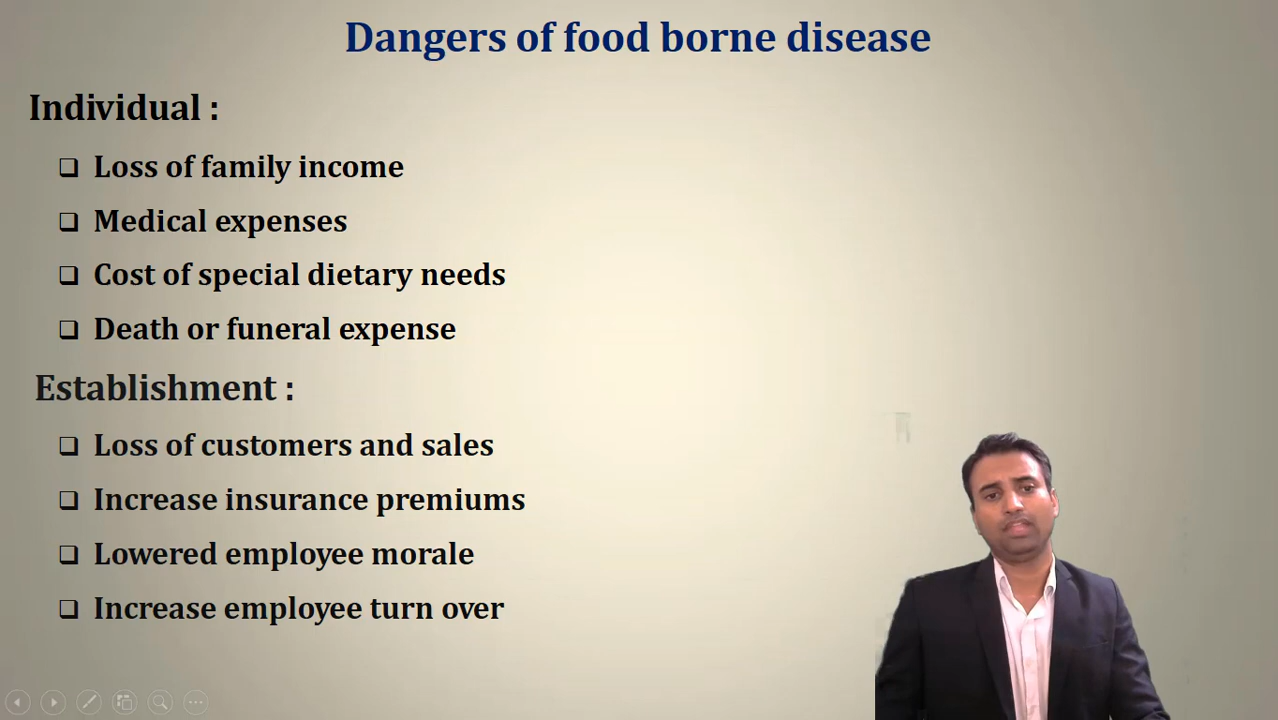 Dangers of food borne disease
Individual :
Loss of family income
Medical expenses
Cost of special dietary needs
Death or funeral expense
Establishment :
Loss of customers and sales
Increase insurance premiums
Lowered employee morale
Increase employee turn over